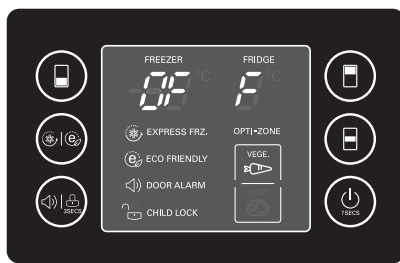 FREEZER FRIDGE
°C °C
OF F
EXPRESS FRZ. OPTI•ZONE
ECO FRIENDLY VEGE.
DOOR ALARM
CHILD LOCK
3SECS
7SECS